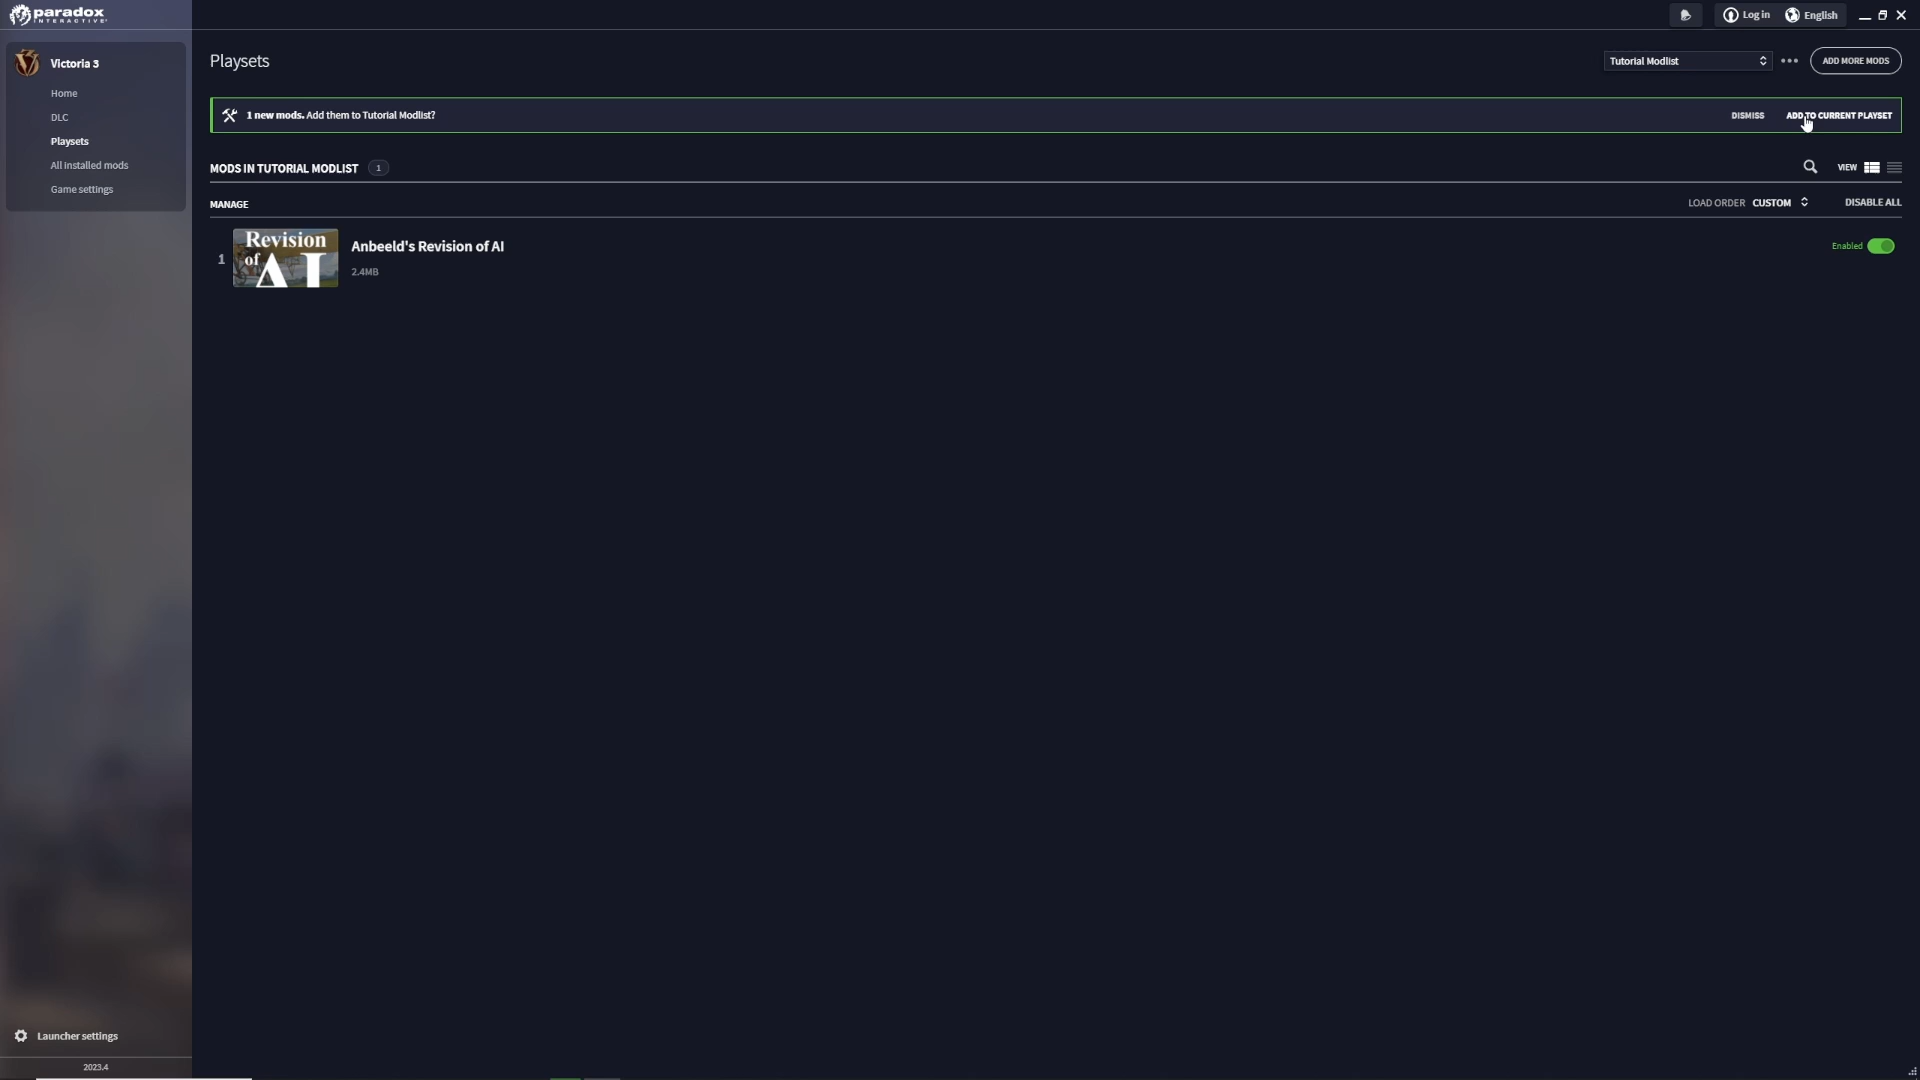 paradox
INTERACTIVE
Log in
English
Victoria 3
Home
DLC
Playsets
All installed mods
Game settings
Launcher settings
2023.4
Playsets
Tutorial Modlist
ADD MORE MODS
1 new mods. Add them to Tutorial Modlist?
DISMISS
ADD TO CURRENT PLAYSET
MODS IN TUTORIAL MODLIST 1
VIEW
MANAGE
LOAD ORDER CUSTOM
DISABLE ALL
1
Revision
of
AI
Anbeeld's Revision of AI
2.4MB
Enabled